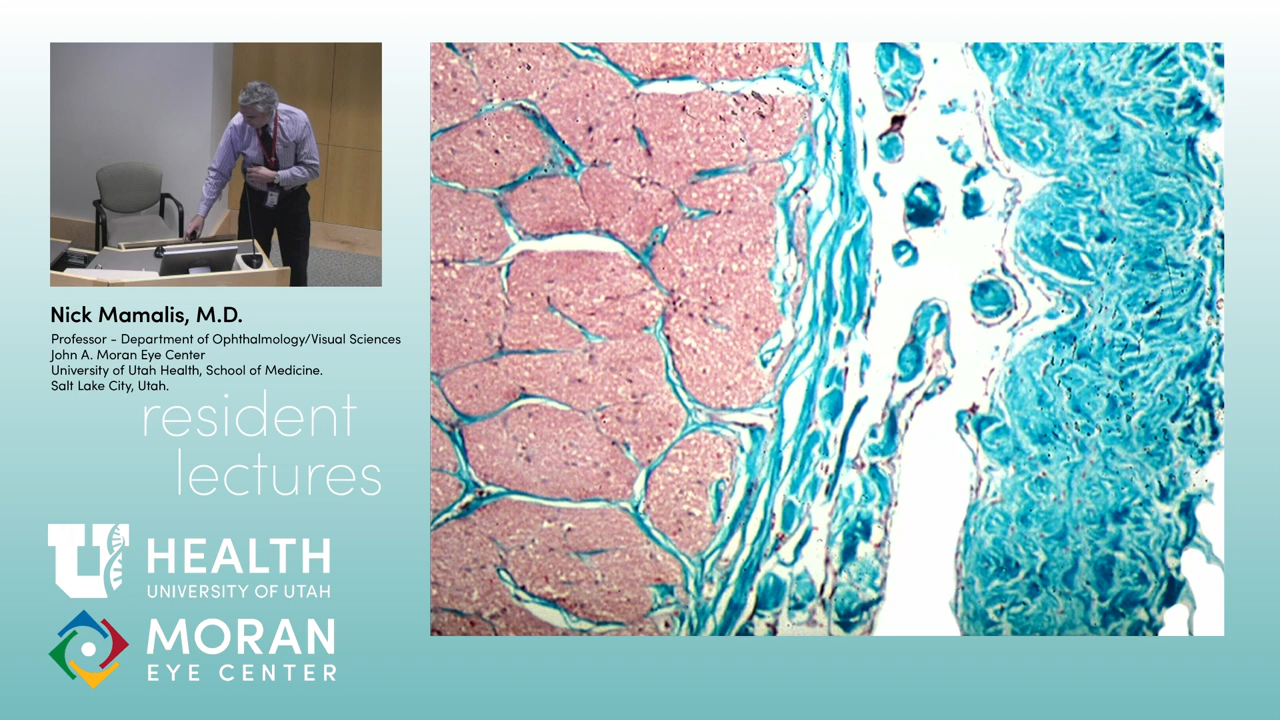 Nick Mamalis, M.D.
Professor - Department of Ophthalmology/Visual Sciences
John A. Moran Eye Center
University of Utah Health, School of Medicine.
Salt Lake City, Utah.
resident
lectures
U HEALTH
UNIVERSITY OF UTAH
MORAN
EYE CENTER